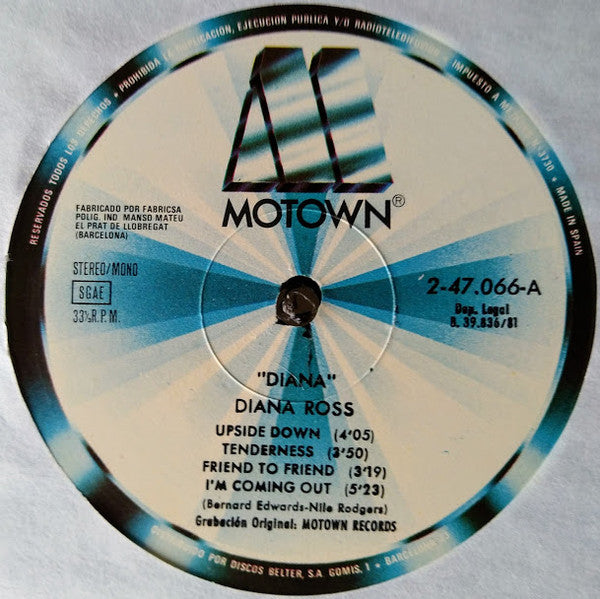 RESERVADOS TODOS LOS DERECHOS • PROHIBIDA LA DUPLICACION, EJECUCION PUBLICA Y/O RADIOTELEDIFUSION
IMPUESTO A
3730 • MADE IN SPAIN
MOTOWN®
FABRICADO POR FABRICSA
POLIG. IND MANSO MATEU
EL PRAT DE LLOBREGAT
(BARCELONA)
STEREO/MONO
SGAE
33⅓ R.P.M.
2-47.066-A
Dep. Legal
B. 39.836/81
"DIANA"
DIANA ROSS
UPSIDE DOWN (4'05)
TENDERNESS (3'50)
FRIEND TO FRIEND (3'19)
I'M COMING OUT (5'23)
(Bernard Edwards-Nile Rodgers)
Grabación Original: MOTOWN RECORDS
DISTRIBUIDO POR DISCOS BELTER, S.A. GOMIS, 1 • BARCELONA